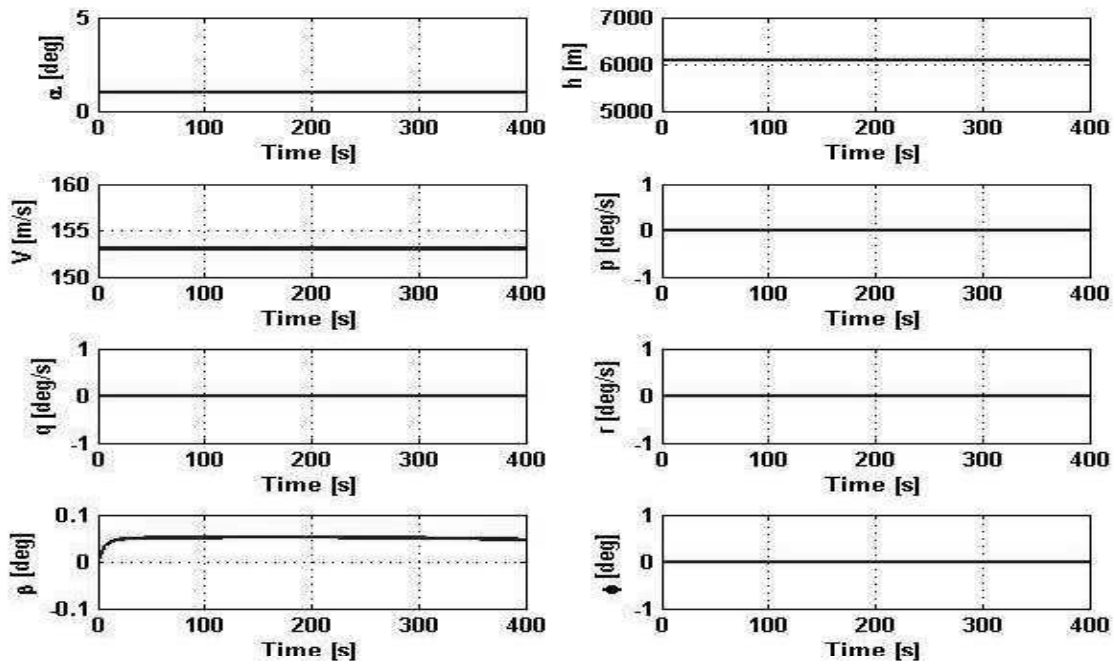 5
0
α [deg]
0 100 200 300 400
Time [s]
7000
6000
5000
h [m]
0 100 200 300 400
Time [s]
160
155
150
V [m/s]
0 100 200 300 400
Time [s]
1
0
-1
p [deg/s]
0 100 200 300 400
Time [s]
1
0
-1
q [deg/s]
0 100 200 300 400
Time [s]
1
0
-1
r [deg/s]
0 100 200 300 400
Time [s]
0.1
0
-0.1
β [deg]
0 100 200 300 400
Time [s]
1
0
-1
ϕ [deg]
0 100 200 300 400
Time [s]